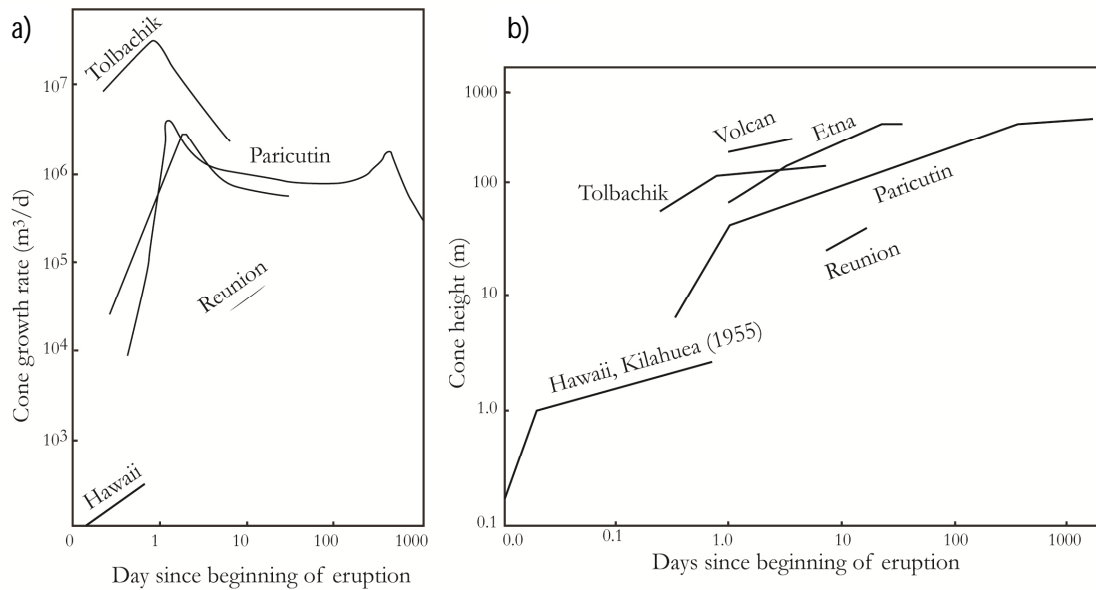 a)
Cone growth rate (m³/d)
10⁷
10⁶
10⁵
10⁴
10³
Tolbachik
Paricutin
Reunion
Hawaii
0
1
10
100
1000
Day since beginning of eruption
b)
Cone height (m)
1000
100
10
1.0
0.1
Volcan
Etna
Tolbachik
Paricutin
Reunion
Hawaii, Kilahuea (1955)
0.0
0.1
1.0
10
100
1000
Days since beginning of eruption